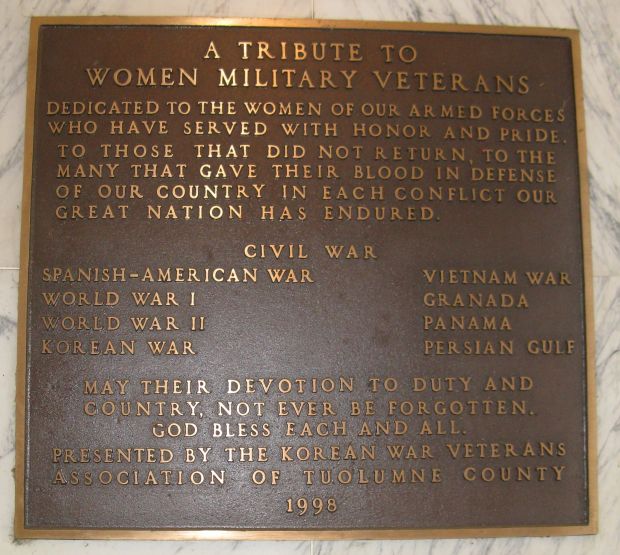 A TRIBUTE TO
WOMEN MILITARY VETERANS
DEDICATED TO THE WOMEN OF OUR ARMED FORCES
WHO HAVE SERVED WITH HONOR AND PRIDE.
TO THOSE THAT DID NOT RETURN, TO THE
MANY THAT GAVE THEIR BLOOD IN DEFENSE
OF OUR COUNTRY IN EACH CONFLICT OUR
GREAT NATION HAS ENDURED.
CIVIL WAR
SPANISH-AMERICAN WAR
WORLD WAR I
WORLD WAR II
KOREAN WAR
VIETNAM WAR
GRANADA
PANAMA
PERSIAN GULF
MAY THEIR DEVOTION TO DUTY AND
COUNTRY, NOT EVER BE FORGOTTEN.
GOD BLESS EACH AND ALL.
PRESENTED BY THE KOREAN WAR VETERANS
ASSOCIATION OF TUOLUMNE COUNTY
1998